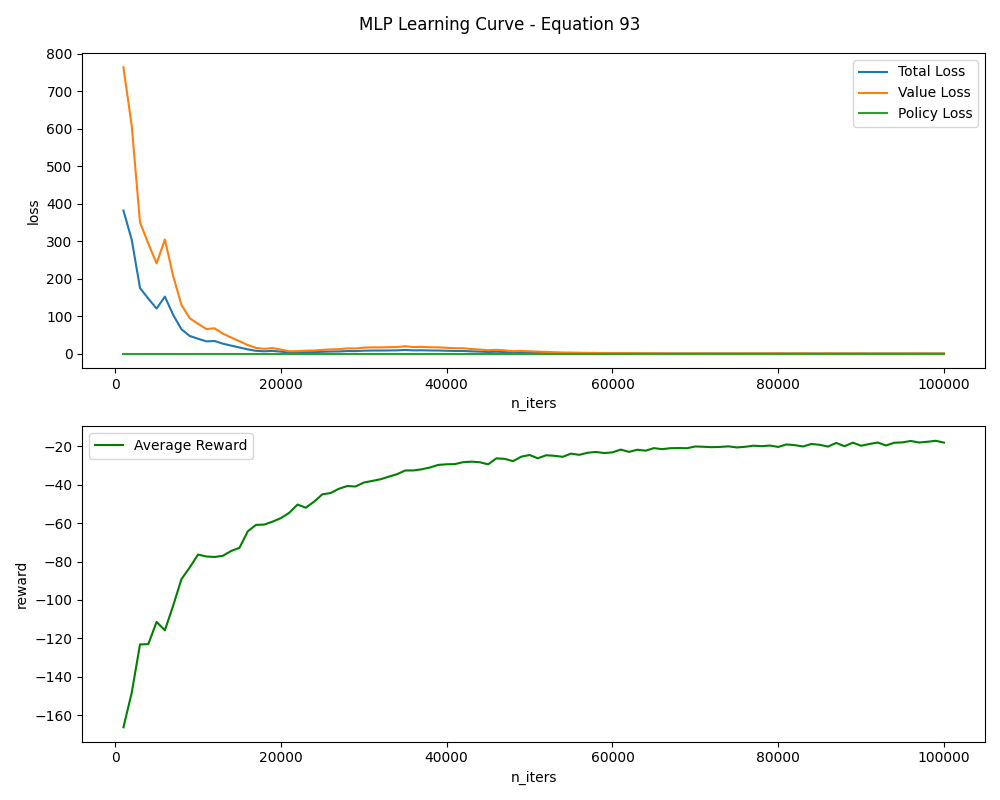 MLP Learning Curve - Equation 93
800
700
600
500
400
300
200
100
0
loss
Total Loss
Value Loss
Policy Loss
0 20000 40000 60000 80000 100000
n_iters
−20
−40
−60
−80
−100
−120
−140
−160
reward
Average Reward
0 20000 40000 60000 80000 100000
n_iters